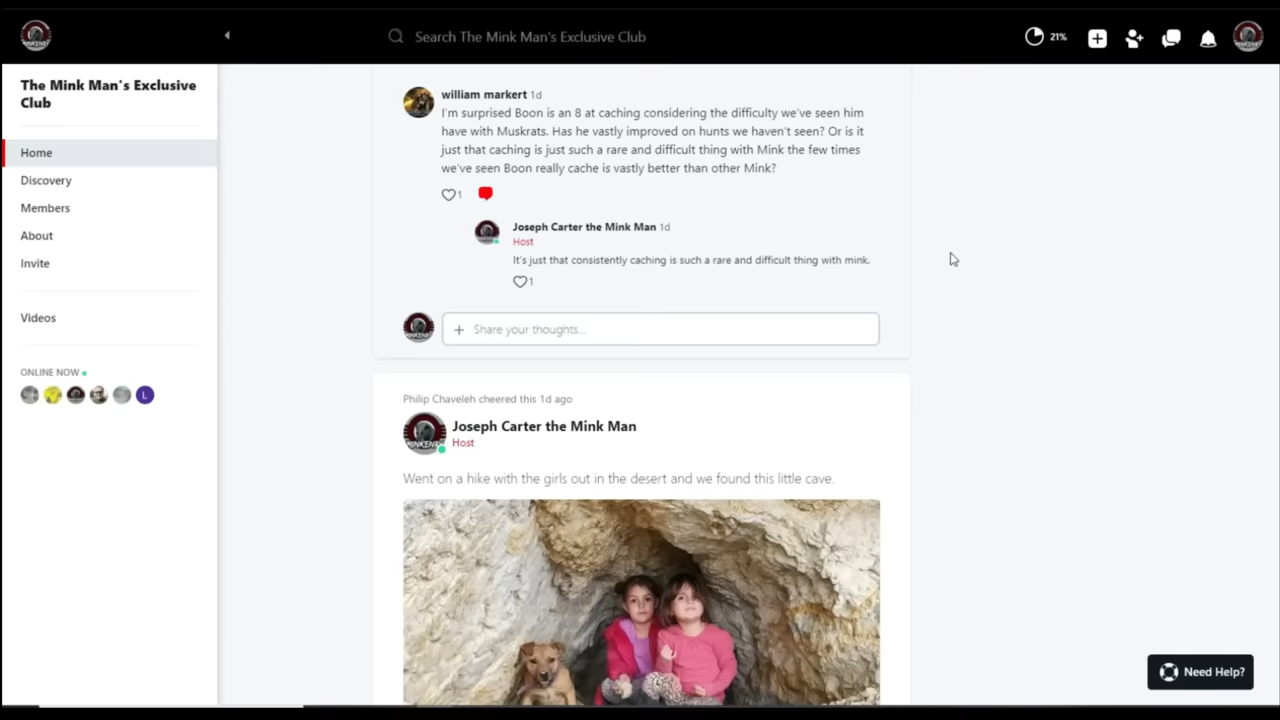 Search The Mink Man's Exclusive Club
21%
The Mink Man's Exclusive
Club
Home
Discovery
Members
About
Invite
Videos
ONLINE NOW
L
william markert 1d
I'm surprised Boon is an 8 at caching considering the difficulty we've seen him
have with Muskrats. Has he vastly improved on hunts we haven't seen? Or is it
just that caching is just such a rare and difficult thing with Mink the few times
we've seen Boon really cache is vastly better than other Mink?
1
Joseph Carter the Mink Man 1d
Host
It's just that consistently caching is such a rare and difficult thing with mink.
1
+ Share your thoughts...
Philip Chaveleh cheered this 1d ago
Joseph Carter the Mink Man
Host
Went on a hike with the girls out in the desert and we found this little cave.
Need Help?